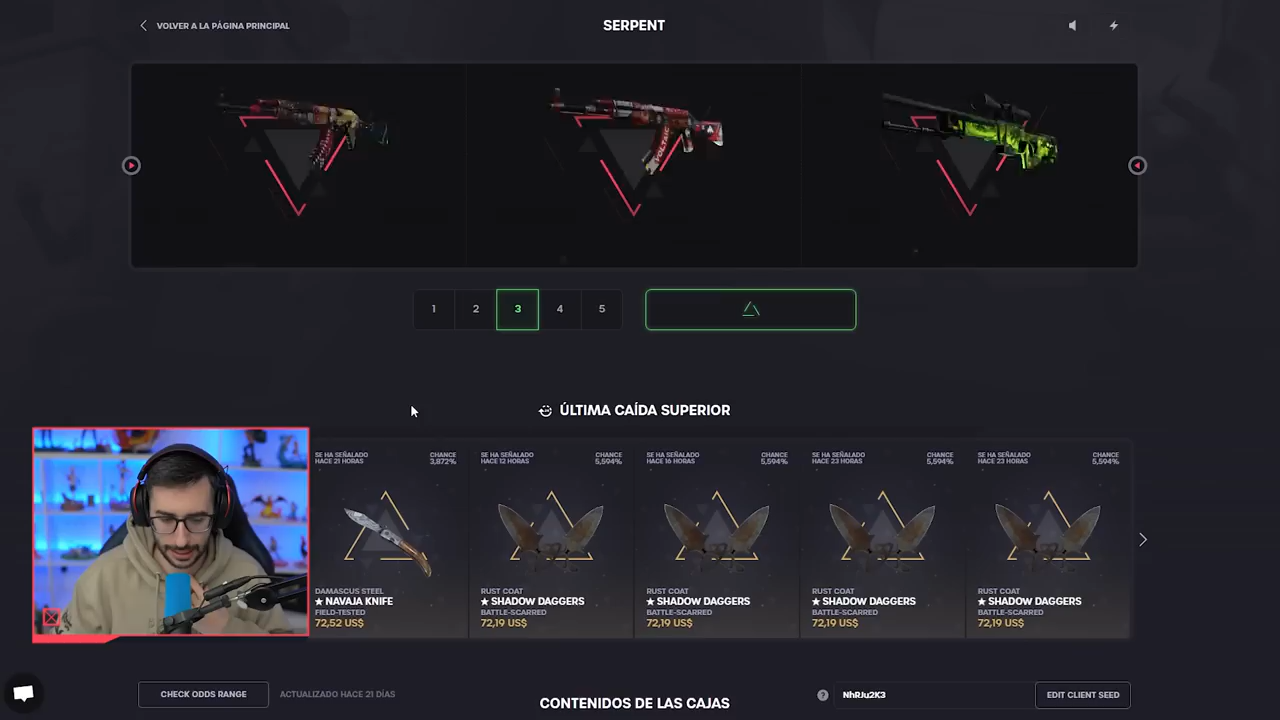 VOLVER A LA PÁGINA PRINCIPAL
SERPENT
VOLTAIC
1 2 3 4 5
ÚLTIMA CAÍDA SUPERIOR
SE HA SEÑALADO
HACE 21 HORAS
CHANCE
3,872%
DAMASCUS STEEL
★ NAVAJA KNIFE
FIELD-TESTED
72,52 US$
SE HA SEÑALADO
HACE 12 HORAS
CHANCE
5,594%
RUST COAT
★ SHADOW DAGGERS
BATTLE-SCARRED
72,19 US$
SE HA SEÑALADO
HACE 16 HORAS
CHANCE
5,594%
RUST COAT
★ SHADOW DAGGERS
BATTLE-SCARRED
72,19 US$
SE HA SEÑALADO
HACE 23 HORAS
CHANCE
5,594%
RUST COAT
★ SHADOW DAGGERS
BATTLE-SCARRED
72,19 US$
SE HA SEÑALADO
HACE 23 HORAS
CHANCE
5,594%
RUST COAT
★ SHADOW DAGGERS
BATTLE-SCARRED
72,19 US$
CHECK ODDS RANGE
ACTUALIZADO HACE 21 DÍAS
CONTENIDOS DE LAS CAJAS
? NhRJu2K3
EDIT CLIENT SEED